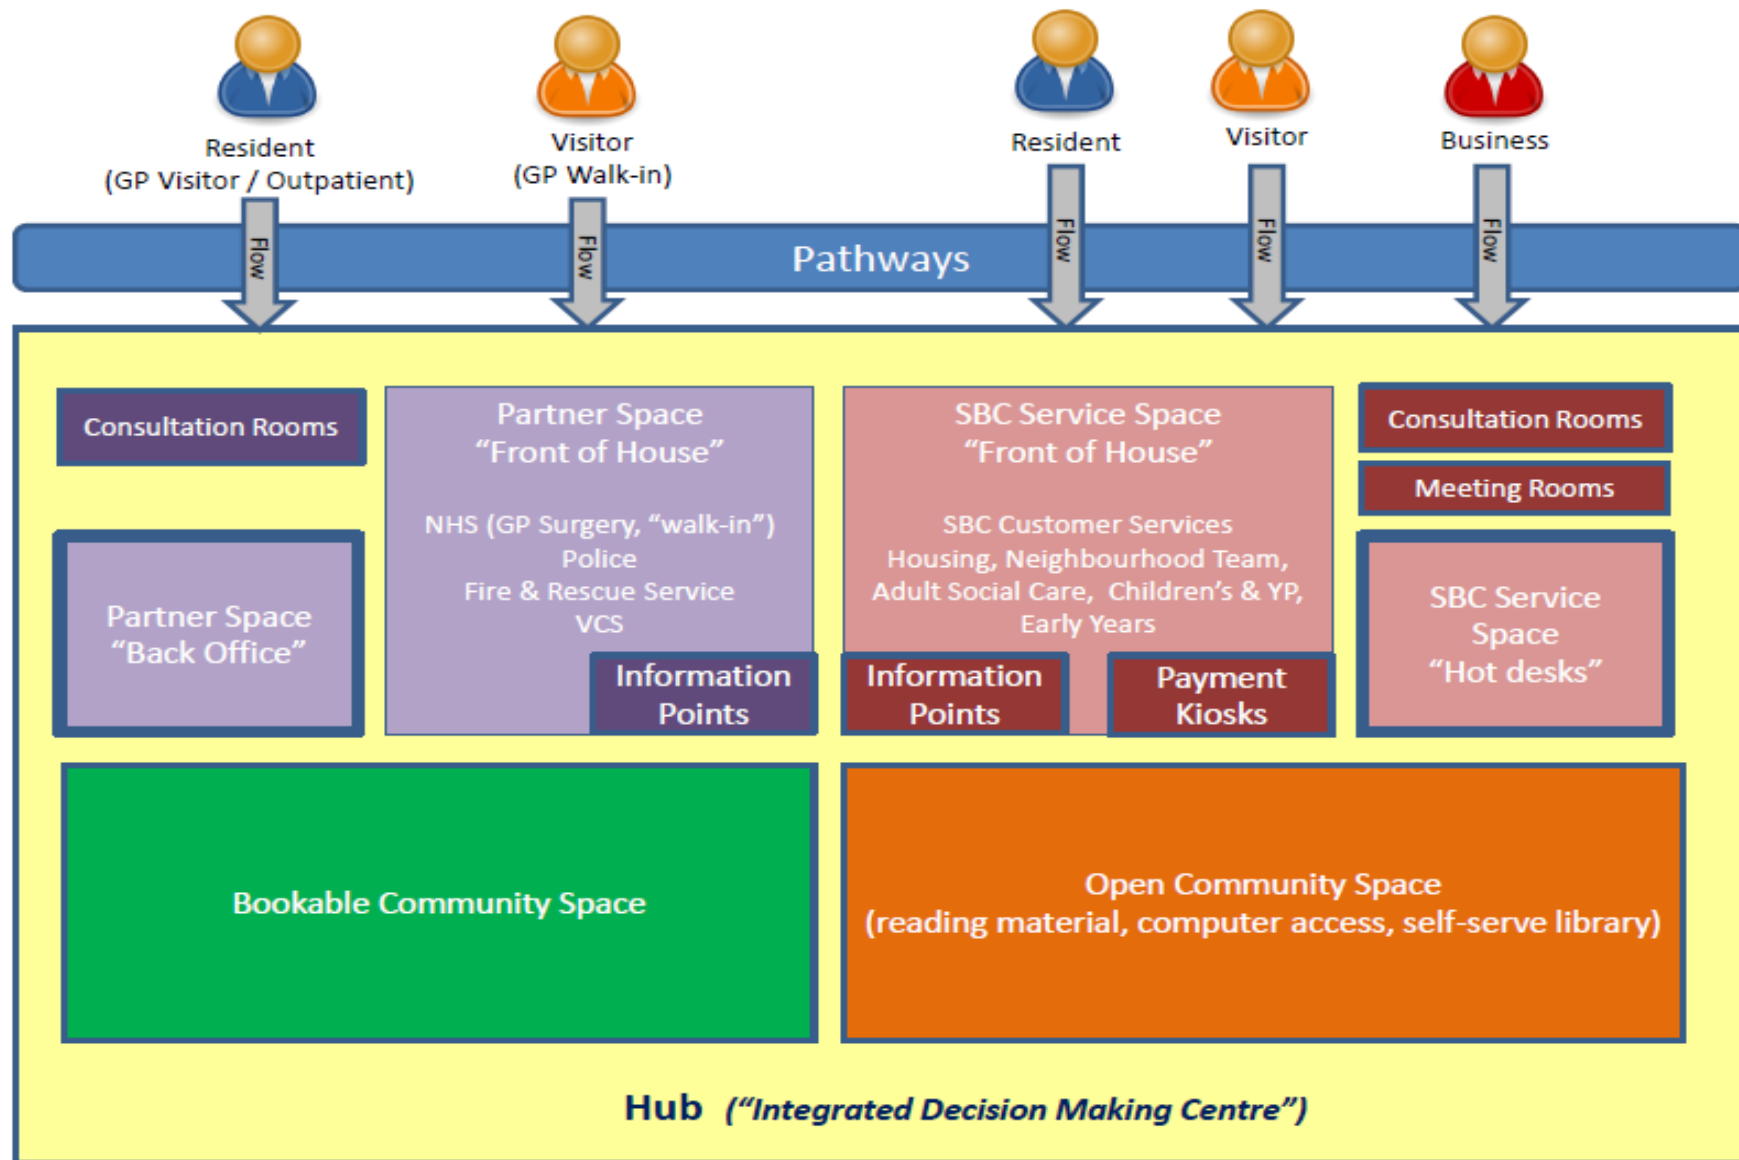 Resident
(GP Visitor / Outpatient)
Visitor
(GP Walk-in)
Resident
Visitor
Business
Flow
Flow
Flow
Flow
Flow
Pathways
Consultation Rooms
Partner Space
“Back Office”
Partner Space
“Front of House”
NHS (GP Surgery, “walk-in”)
Police
Fire & Rescue Service
VCS
Information
Points
SBC Service Space
“Front of House”
SBC Customer Services
Housing, Neighbourhood Team,
Adult Social Care, Children’s & YP,
Early Years
Information
Points
Payment
Kiosks
Consultation Rooms
Meeting Rooms
SBC Service
Space
“Hot desks”
Bookable Community Space
Open Community Space
(reading material, computer access, self-serve library)
Hub (“Integrated Decision Making Centre”)